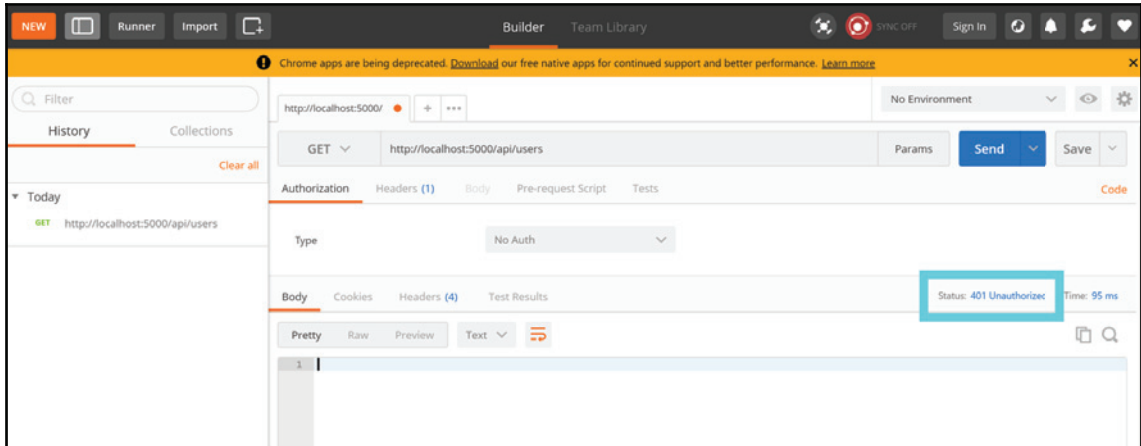 NEW Runner Import Builder Team Library SYNC OFF Sign In
Chrome apps are being deprecated. Download our free native apps for continued support and better performance. Learn more
Filter
History Collections
Clear all
Today
GET http://localhost:5000/api/users
http://localhost:5000/ + ••• No Environment
GET http://localhost:5000/api/users Params Send Save
Authorization Headers (1) Body Pre-request Script Tests Code
Type No Auth
Body Cookies Headers (4) Test Results Status: 401 Unauthorized Time: 95 ms
Pretty Raw Preview Text
1